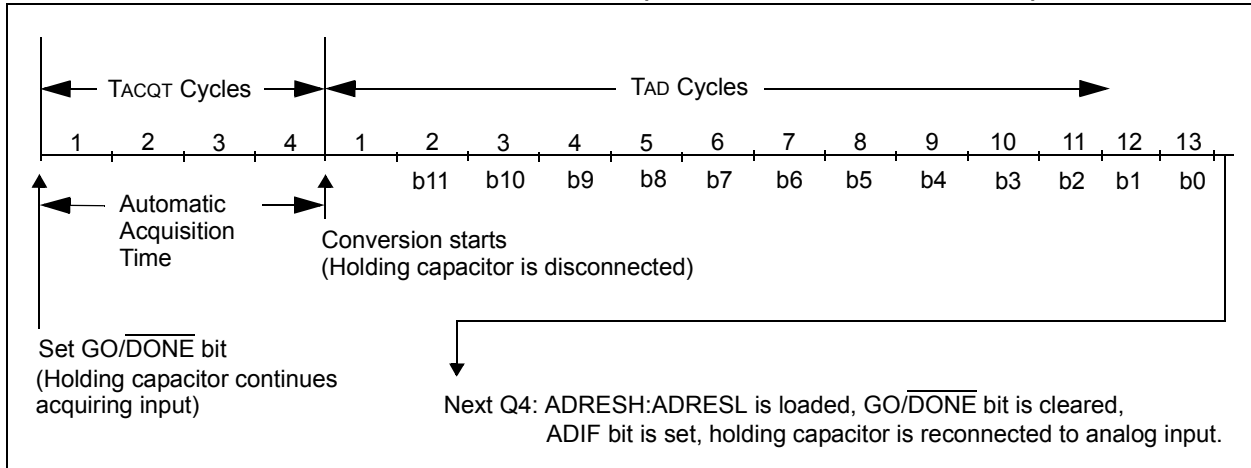 TACQT Cycles TAD Cycles
1 2 3 4 1 2 3 4 5 6 7 8 9 10 11 12 13
b11 b10 b9 b8 b7 b6 b5 b4 b3 b2 b1 b0
Automatic
Acquisition
Time
Conversion starts
(Holding capacitor is disconnected)
Set GO/DONE bit
(Holding capacitor continues
acquiring input)
Next Q4: ADRESH:ADRESL is loaded, GO/DONE bit is cleared,
ADIF bit is set, holding capacitor is reconnected to analog input.